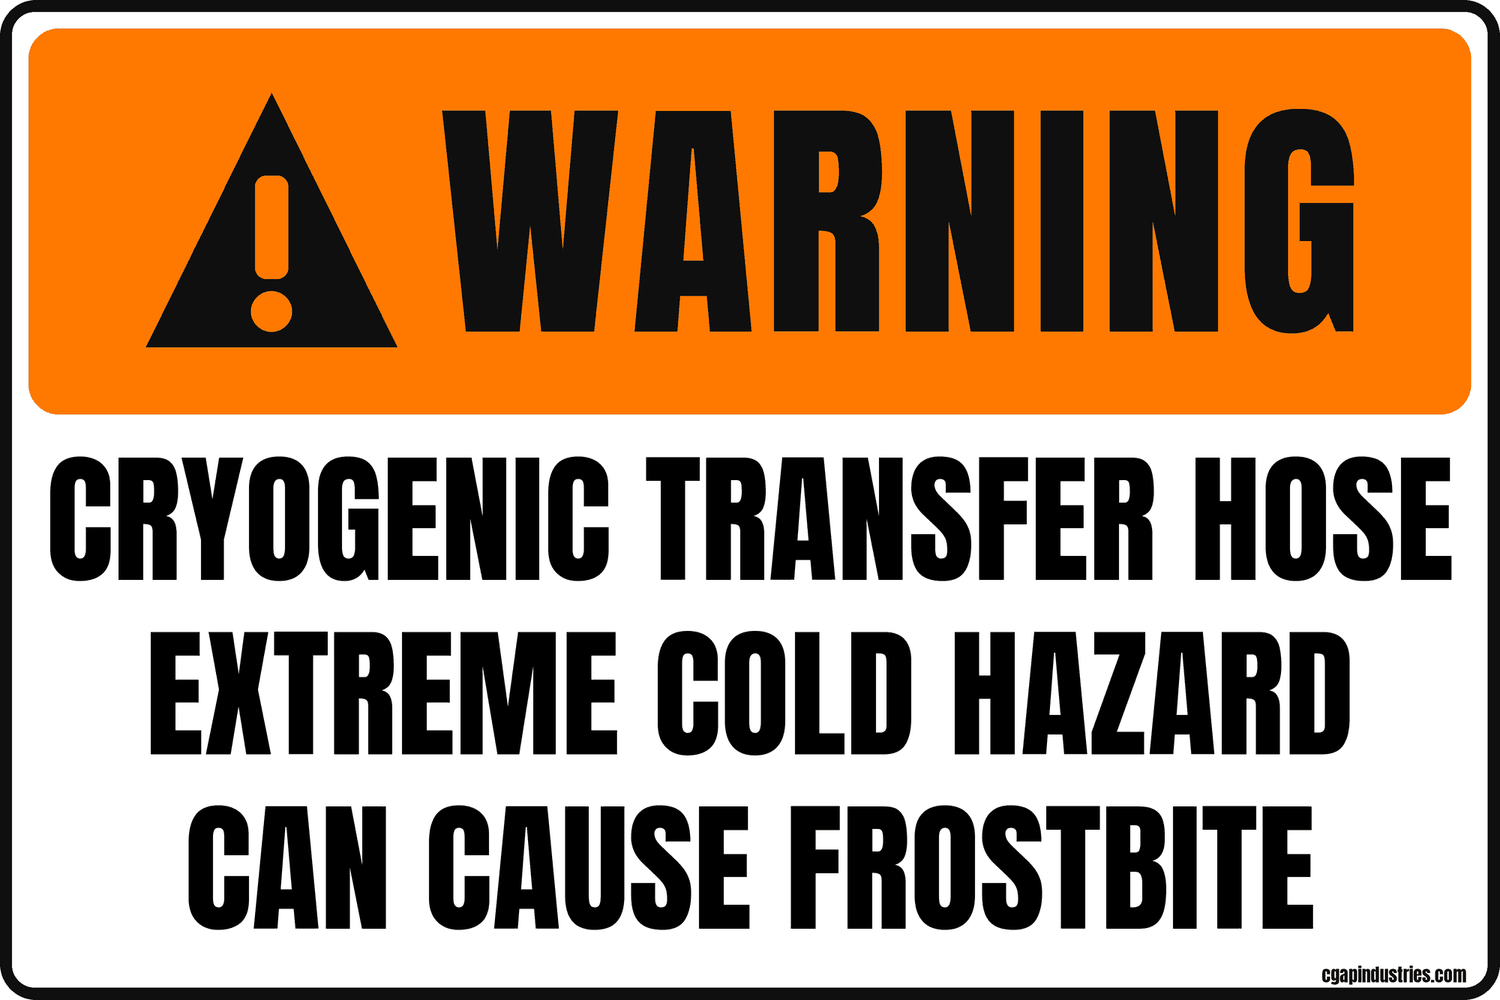 WARNING
CRYOGENIC TRANSFER HOSE
EXTREME COLD HAZARD
CAN CAUSE FROSTBITE
cgapindustries.com